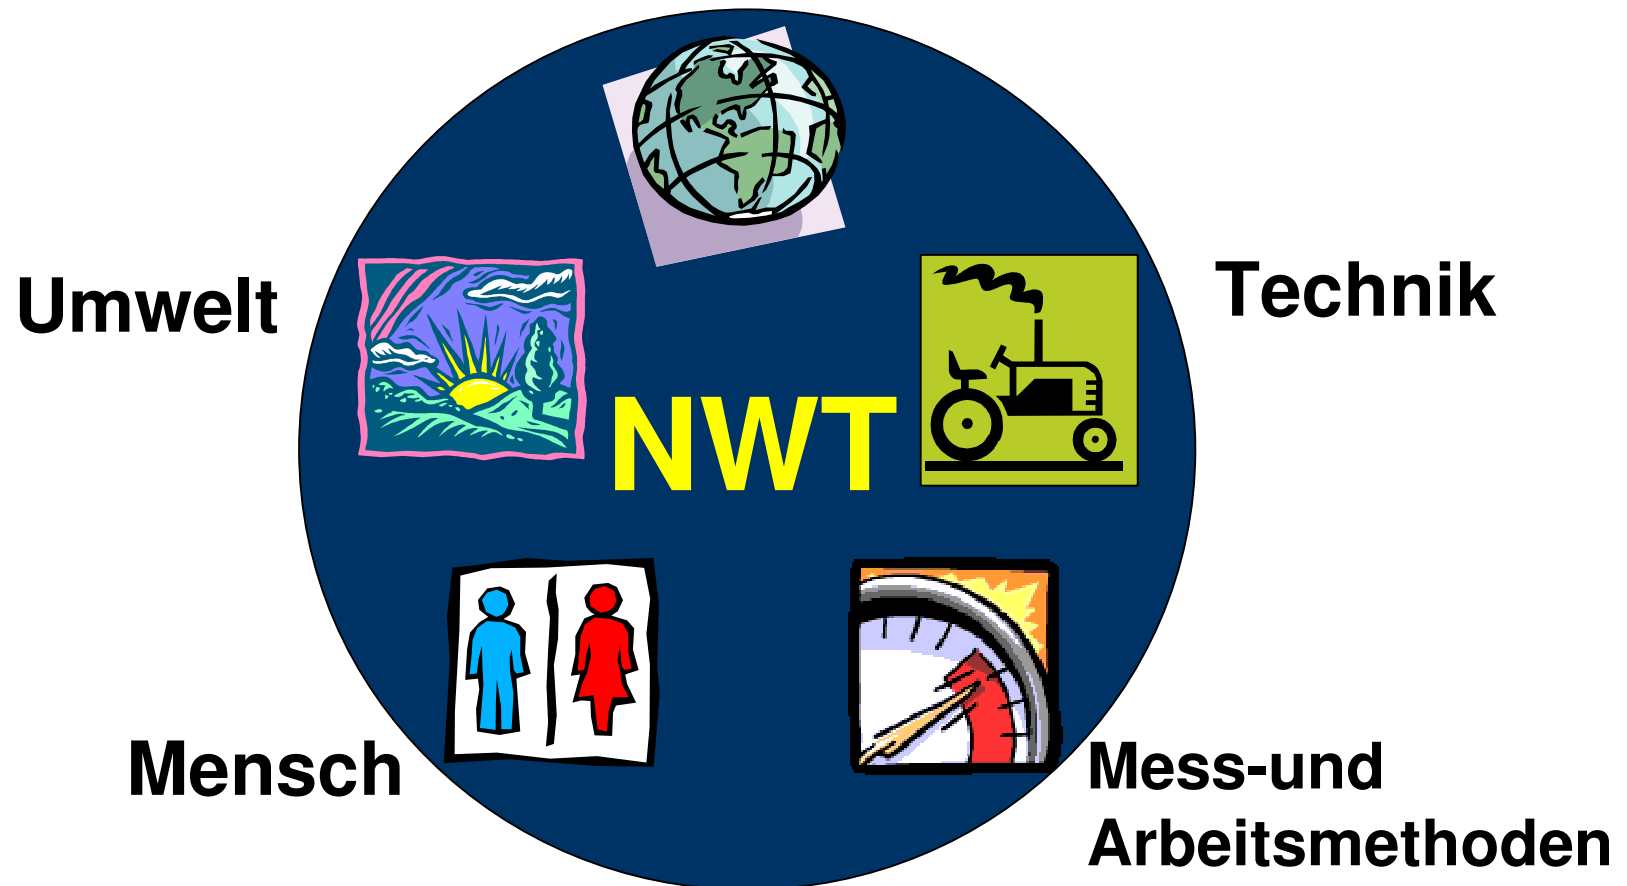 Umwelt
Technik
NWT
Mensch
Mess-und
Arbeitsmethoden